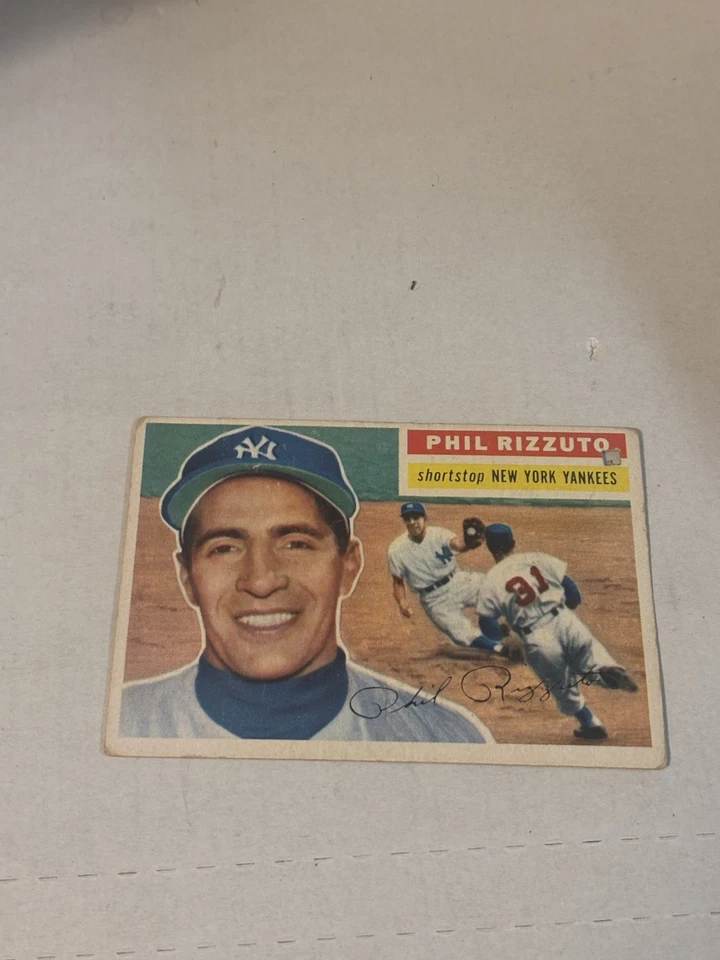 NY
PHIL RIZZUTO
shortstop NEW YORK YANKEES
31
Phil Rizzuto